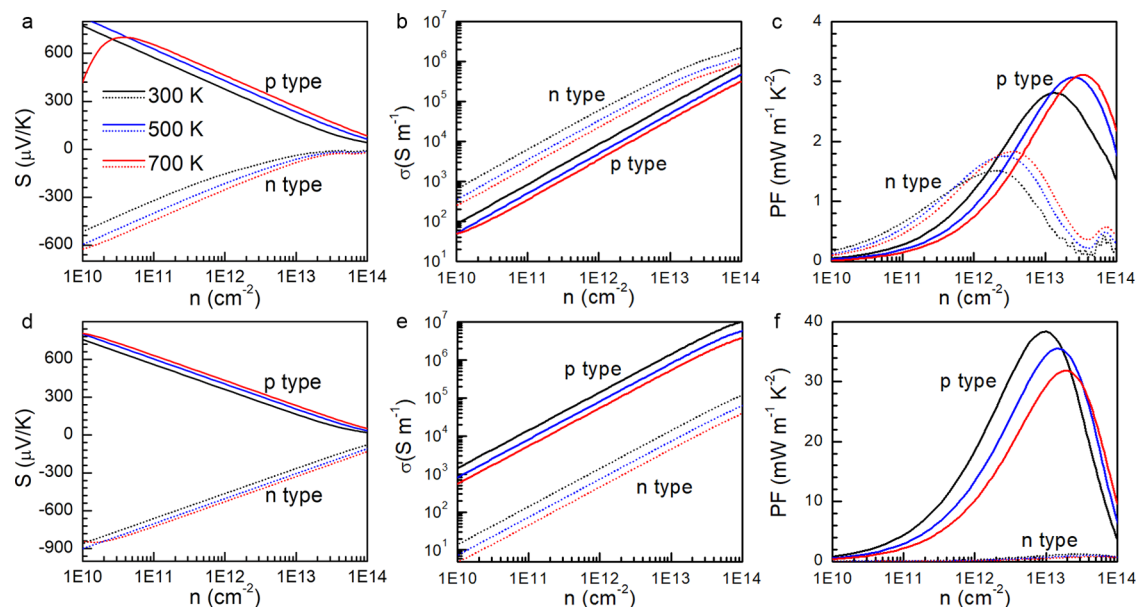 a
S (μV/K)
600
300
0
-300
-600
300 K
500 K
700 K
p type
n type
1E10 1E11 1E12 1E13 1E14
n (cm⁻²)
b
σ(S m⁻¹)
10⁷
10⁶
10⁵
10⁴
10³
10²
10¹
n type
p type
1E10 1E11 1E12 1E13 1E14
n (cm⁻²)
c
PF (mW m⁻¹ K⁻²)
4
3
2
1
0
p type
n type
1E10 1E11 1E12 1E13 1E14
n (cm⁻²)
d
S (μV/K)
600
300
0
-300
-600
-900
p type
n type
1E10 1E11 1E12 1E13 1E14
n (cm⁻²)
e
σ(S m⁻¹)
10⁷
10⁶
10⁵
10⁴
10³
10²
10¹
p type
n type
1E10 1E11 1E12 1E13 1E14
n (cm⁻²)
f
PF (mW m⁻¹ K⁻²)
40
30
20
10
0
p type
n type
1E10 1E11 1E12 1E13 1E14
n (cm⁻²)